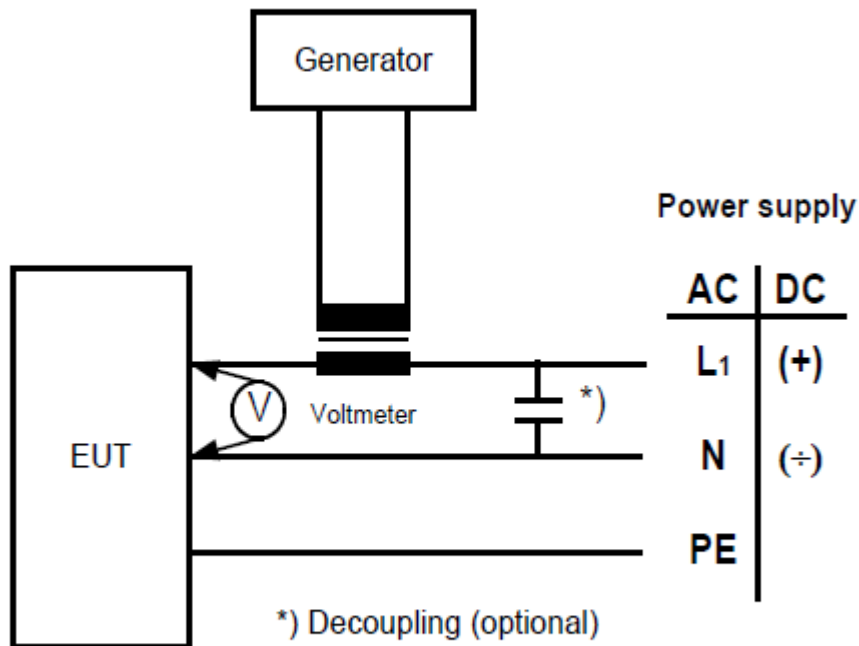 Generator
Power supply
AC DC
L1 (+)
V Voltmeter *)
EUT N (÷)
PE
*) Decoupling (optional)